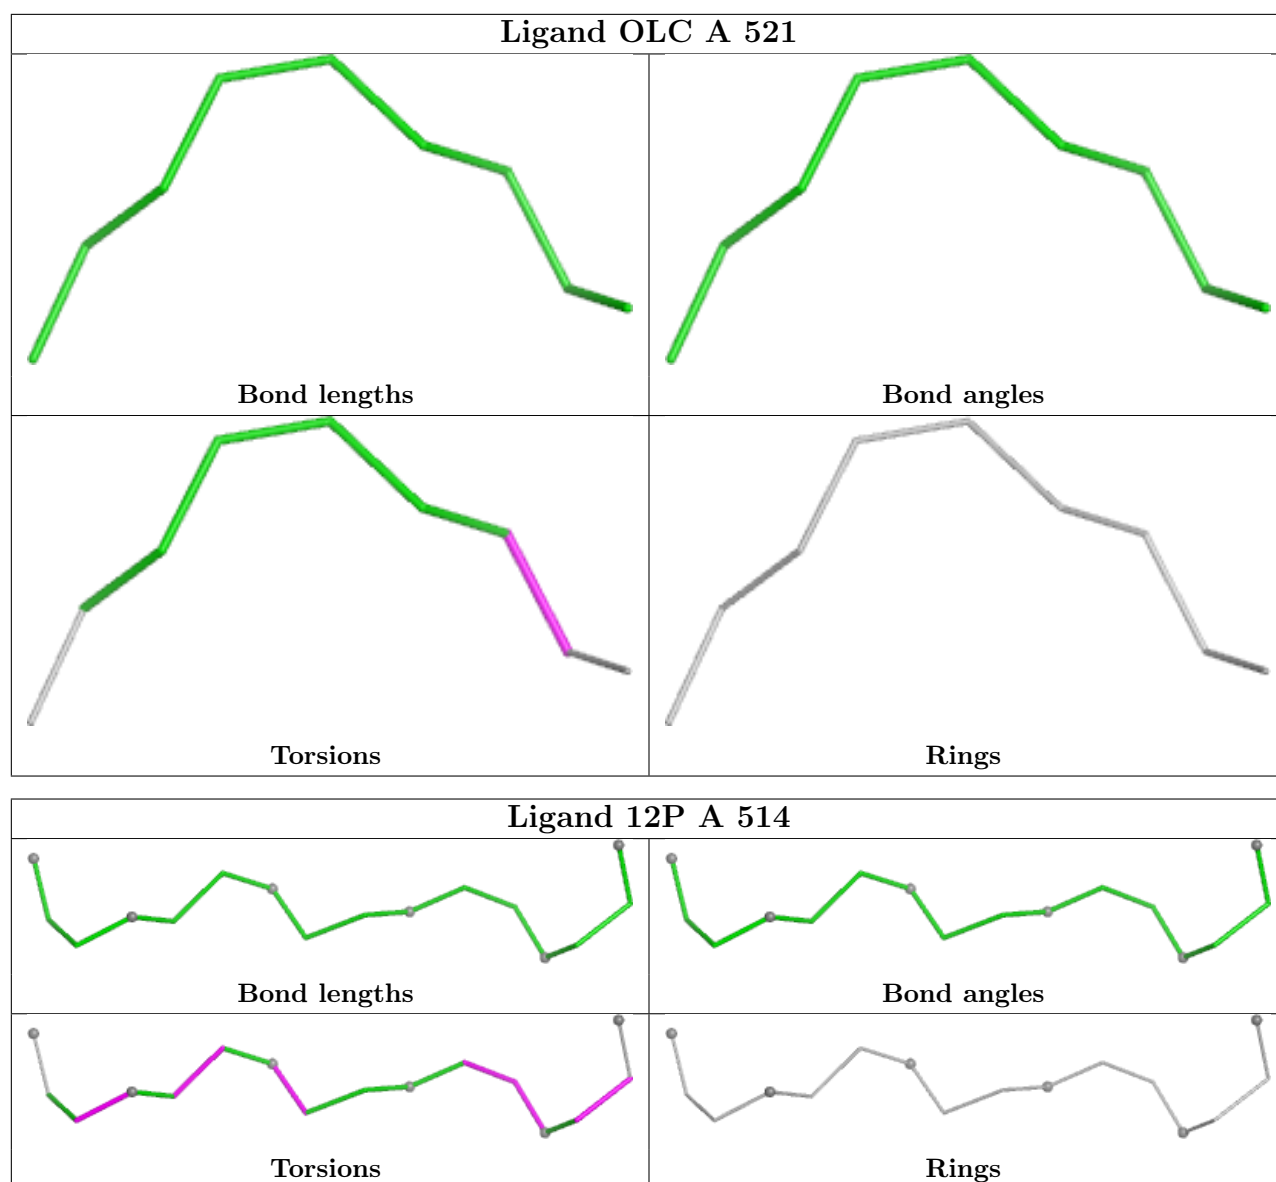 Ligand OLC A 521
Bond lengths
Bond angles
Torsions
Rings
Ligand 12P A 514
Bond lengths
Bond angles
Torsions
Rings